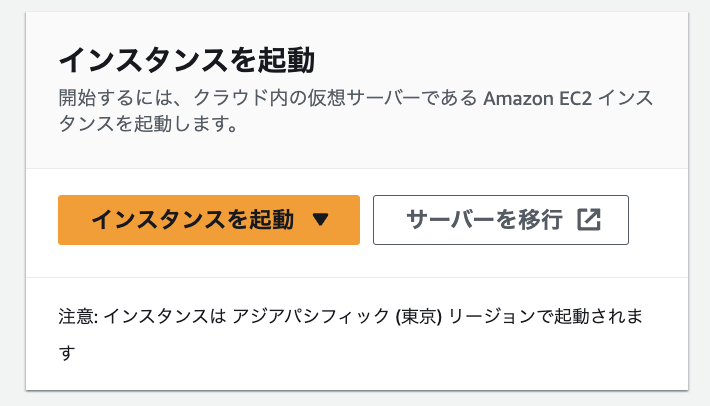 インスタンスを起動
開始するには、クラウド内の仮想サーバーである Amazon EC2 インス
タンスを起動します。
インスタンスを起動 ▼
サーバーを移行
注意: インスタンスは アジアパシフィック (東京) リージョンで起動されま
す